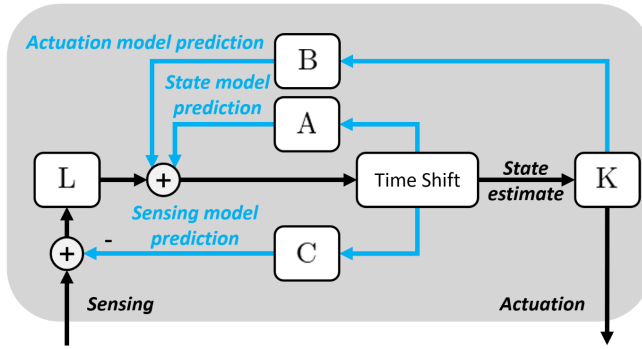 Actuation model prediction
B
State model
prediction
A
L
+
Time Shift
State
estimate
K
Sensing model
prediction
-
C
+
Sensing
Actuation